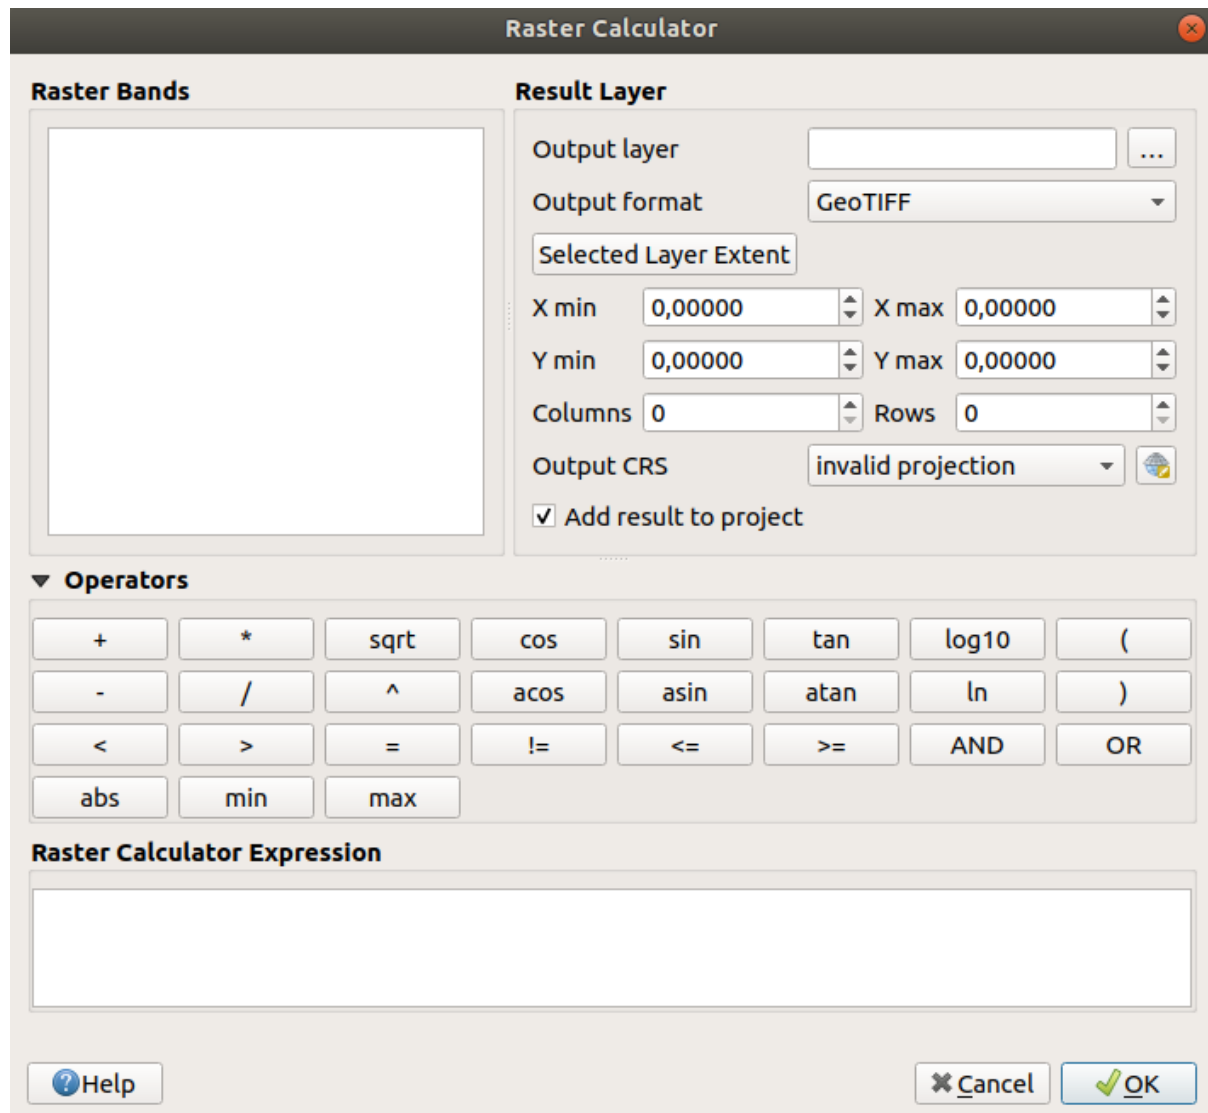 Raster Calculator
Raster Bands
Result Layer
Output layer
...
Output format
GeoTIFF
Selected Layer Extent
X min 0,00000 X max 0,00000
Y min 0,00000 Y max 0,00000
Columns 0 Rows 0
Output CRS invalid projection
Add result to project
Operators
+ * sqrt cos sin tan log10 (
- / ^ acos asin atan ln )
< > = != <= >= AND OR
abs min max
Raster Calculator Expression
Help Cancel OK